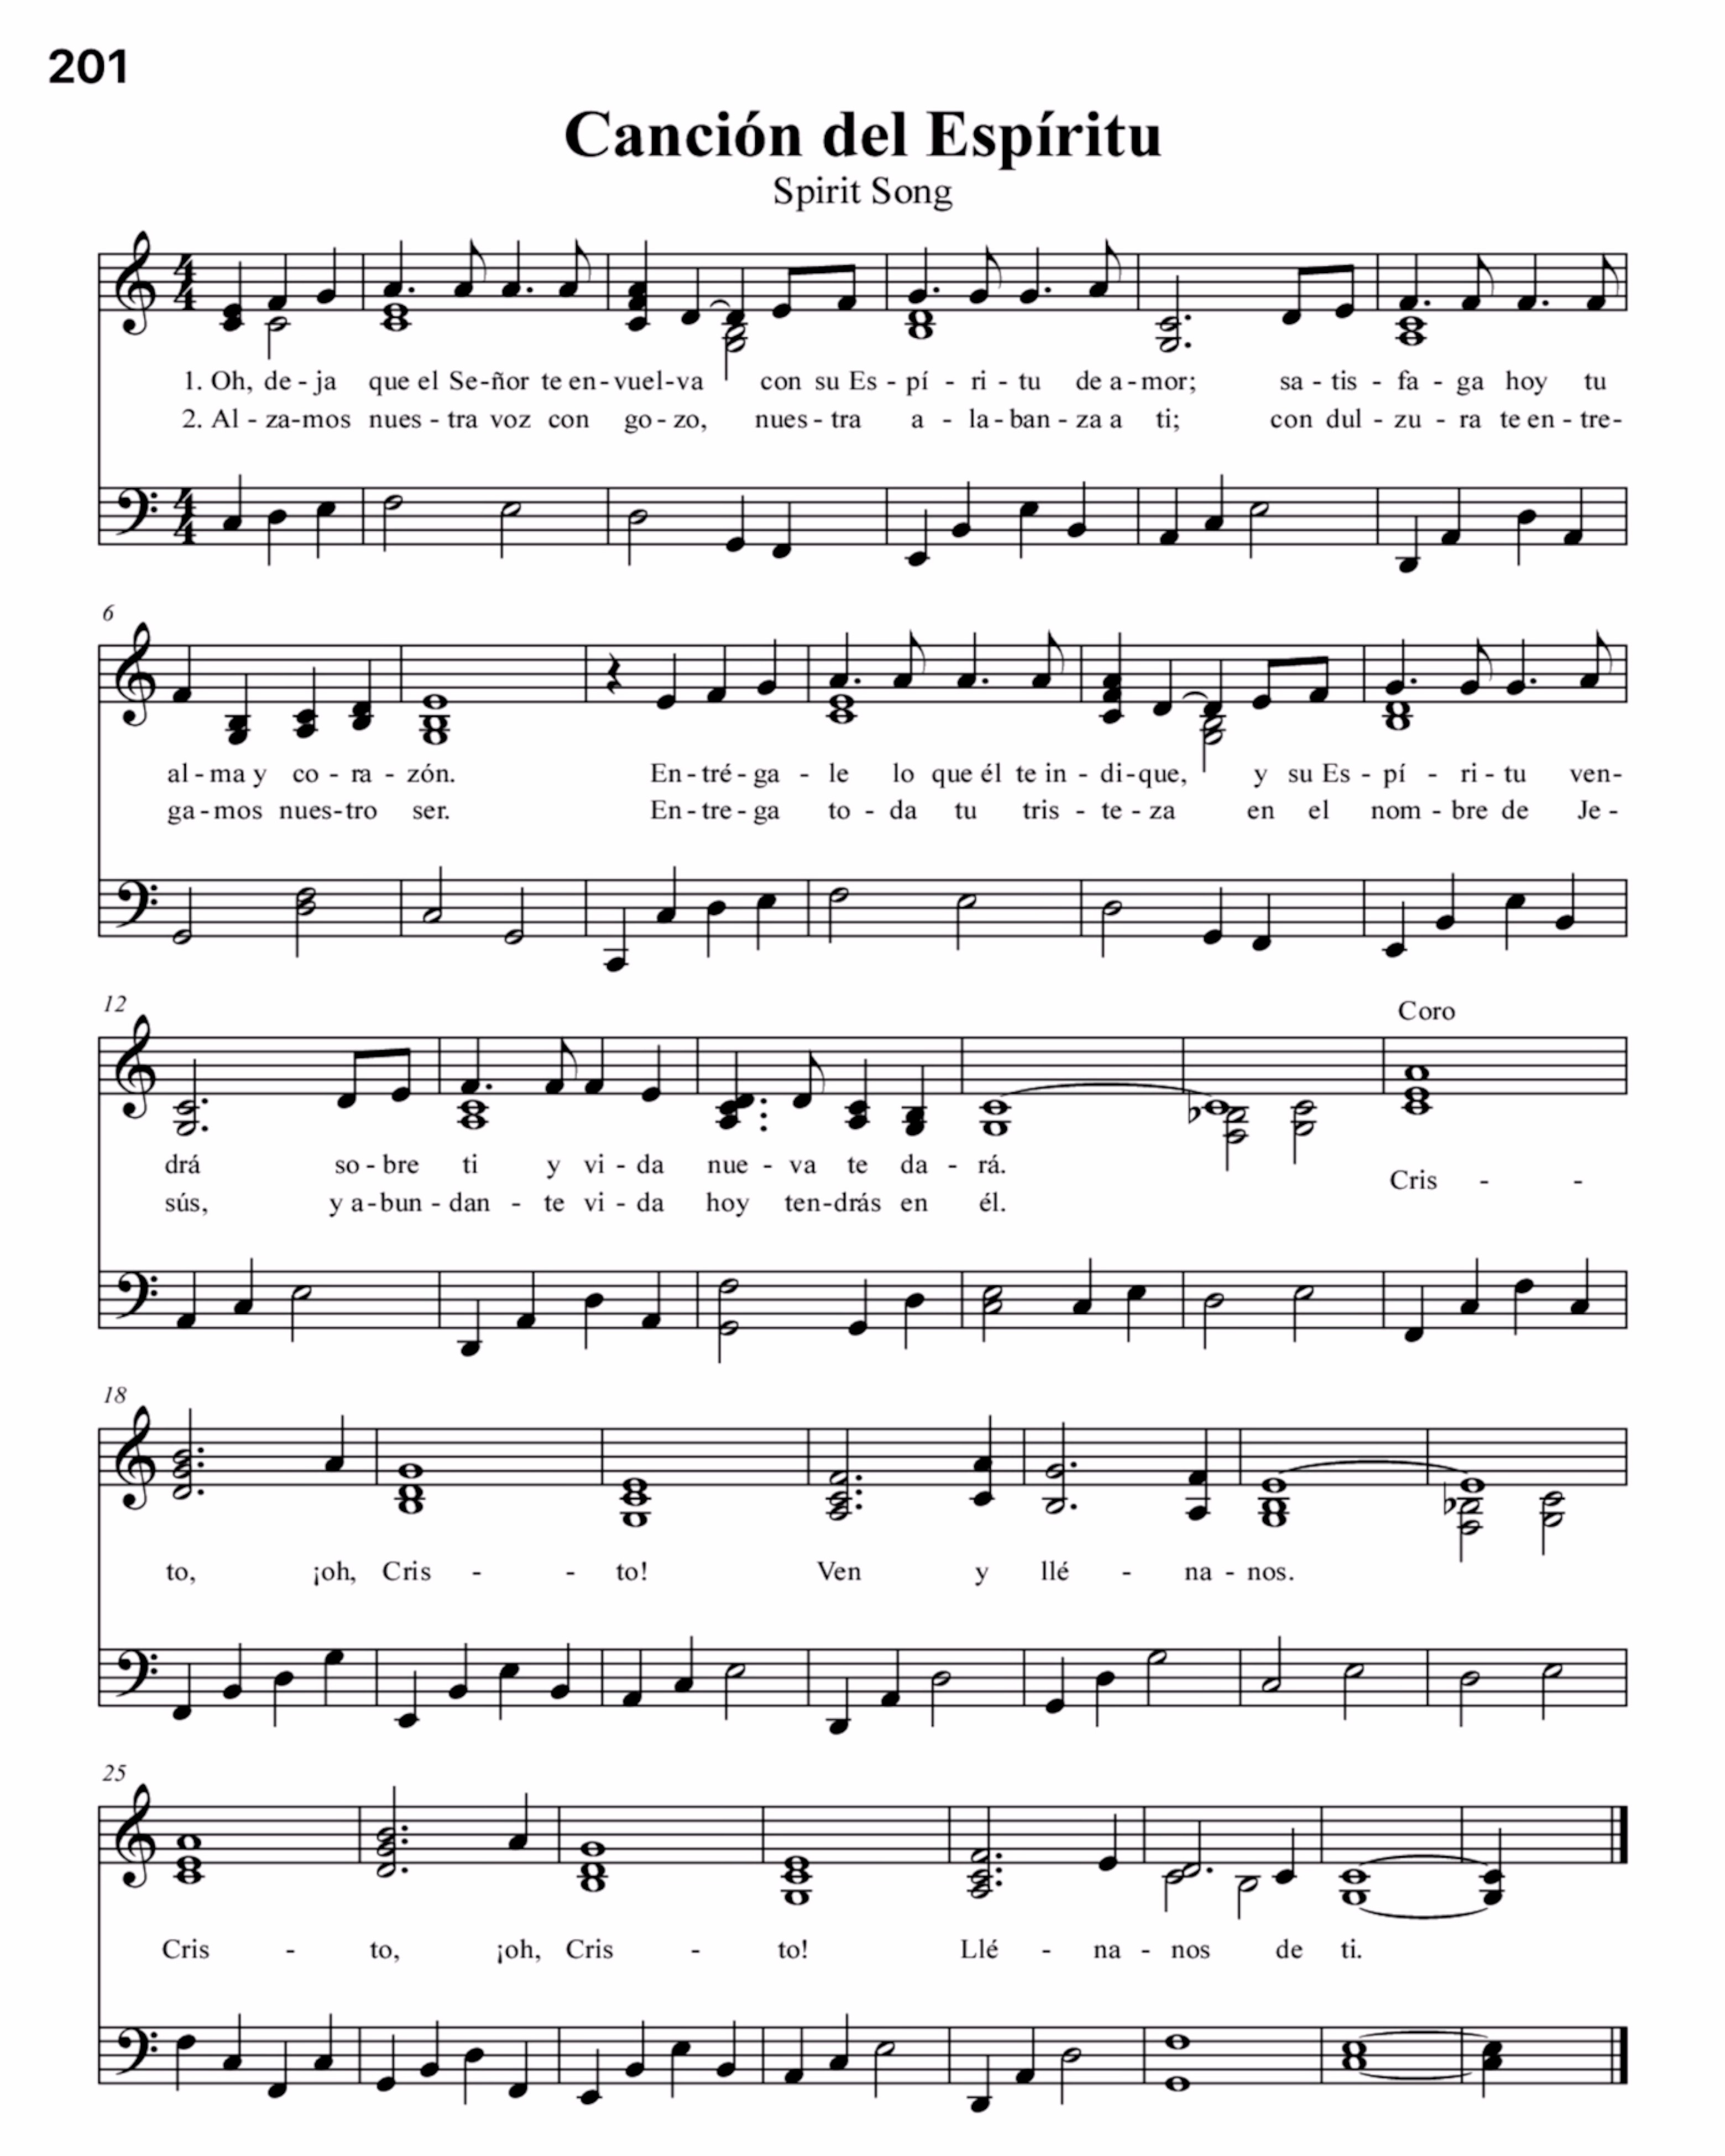 201
Canción del Espíritu
Spirit Song
1. Oh, de - ja que el Se - ñor te en - vuel - va con su Es - pí - ri - tu de a - mor; sa - tis - fa - ga hoy tu
2. Al - za - mos nues - tra voz con go - zo, nues - tra a - la - ban - za a ti; con dul - zu - ra te en - tre -
6
al - ma y co - ra - zón. En - tré - ga - le lo que él te in - di - que, y su Es - pí - ri - tu ven -
ga - mos nues - tro ser. En - tre - ga to - da tu tris - te - za en el nom - bre de Je -
12
Coro
drá so - bre ti y vi - da nue - va te da - rá. Cris - -
sús, y a - bun - dan - te vi - da hoy ten - drás en él.
18
to, ¡oh, Cris - - to! Ven y llé - na - nos.
25
Cris - to, ¡oh, Cris - to! Llé - na - nos de ti.